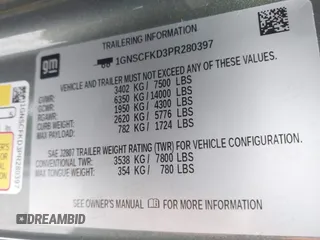 gm
TRAILERING INFORMATION
1GNSCFKD3PR280397
VEHICLE AND TRAILER MUST NOT EXCEED ANY OF THESE:
GVWR: 3402 KG / 7500 LBS
GCWR: 6350 KG /14000 LBS
GAWR: 1950 KG / 4300 LBS
RGAWR: 2620 KG / 5776 LBS
CURB WEIGHT: 782 KG / 1724 LBS
MAX PAYLOAD:
SAE J2807 TRAILER WEIGHT RATING (TWR) FOR VEHICLE CONFIGURATION.
CONVENTIONAL TWR: 3538 KG / 7800 LBS
MAX TONGUE WEIGHT: 354 KG / 780 LBS
SEE OWNER'S MANUAL FOR MORE INFORMATION
DREAMBID